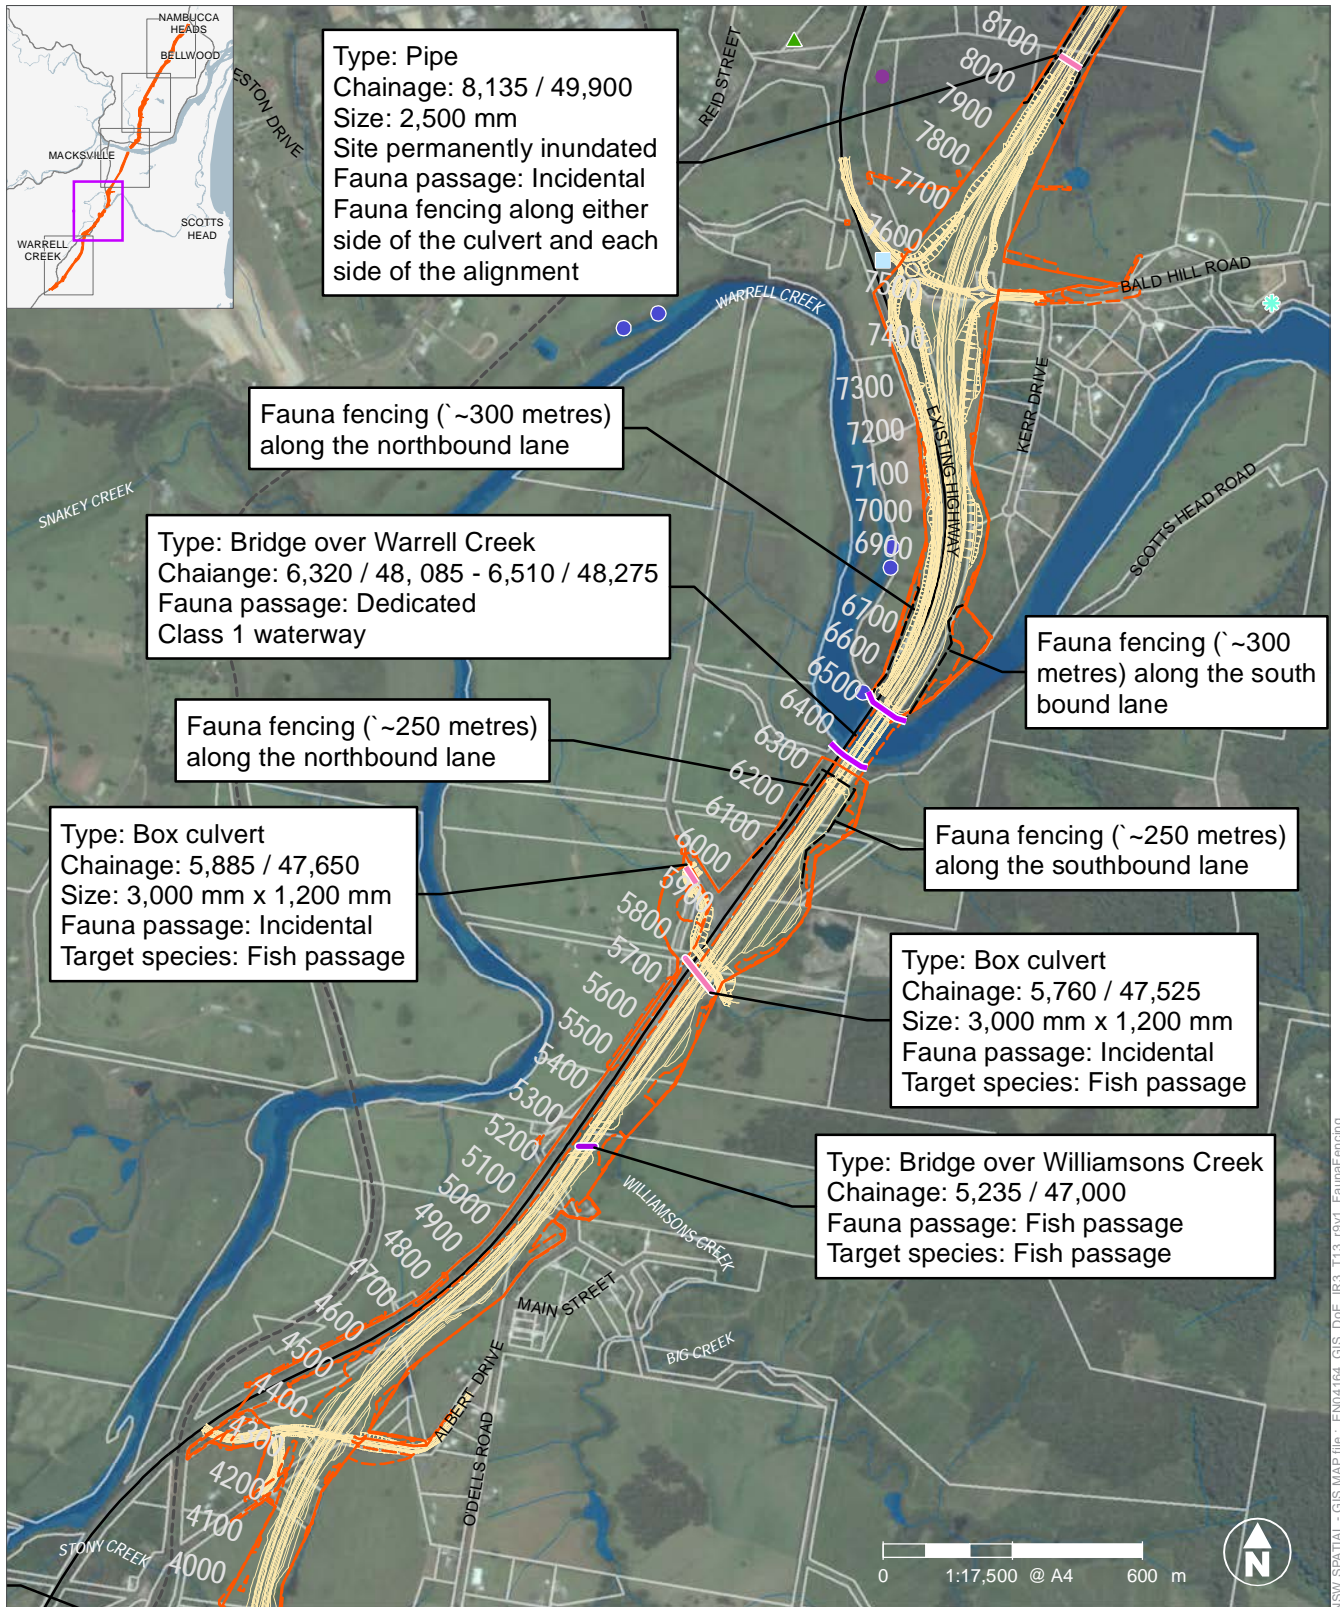 NAMBUCCA
HEADS
BELLWOOD
MACKSVILLE
SCOTTS
HEAD
WARRELL
CREEK
ESTON DRIVE
Type: Pipe
Chainage: 8,135 / 49,900
Size: 2,500 mm
Site permanently inundated
Fauna passage: Incidental
Fauna fencing along either
side of the culvert and each
side of the alignment
REID STREET
8100
8000
7900
7800
7700
7600
7400
7300
7200
7100
7000
6900
6700
6600
6500
6400
6300
6200
6100
6000
5800
5700
5600
5500
5400
5300
5200
5100
5000
4900
4800
4700
4600
4500
4400
4200
4100
4000
BALD HILL ROAD
WARRELL CREEK
KERR DRIVE
EXISTING HIGHWAY
SCOTTS HEAD ROAD
SNAKEY CREEK
Fauna fencing (`~300 metres)
along the northbound lane
Type: Bridge over Warrell Creek
Chaiange: 6,320 / 48, 085 - 6,510 / 48,275
Fauna passage: Dedicated
Class 1 waterway
Fauna fencing (`~300
metres) along the south
bound lane
Fauna fencing (`~250 metres)
along the northbound lane
Type: Box culvert
Chainage: 5,885 / 47,650
Size: 3,000 mm x 1,200 mm
Fauna passage: Incidental
Target species: Fish passage
Fauna fencing (`~250 metres)
along the southbound lane
Type: Box culvert
Chainage: 5,760 / 47,525
Size: 3,000 mm x 1,200 mm
Fauna passage: Incidental
Target species: Fish passage
Type: Bridge over Williamsons Creek
Chainage: 5,235 / 47,000
Fauna passage: Fish passage
Target species: Fish passage
WILLIAMSONS CREEK
MAIN STREET
BIG CREEK
ALBERT DRIVE
ODELLS ROAD
STONY CREEK
0 1:17,500 @ A4 600 m
N